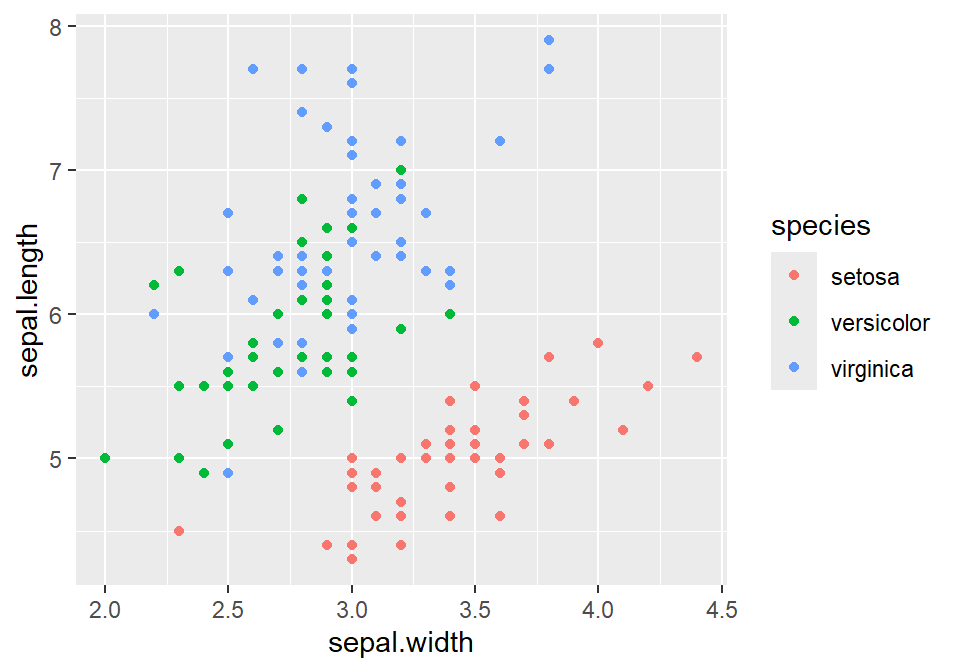 8
7
6
5
sepal.length
2.0 2.5 3.0 3.5 4.0 4.5
sepal.width
species
setosa
versicolor
virginica